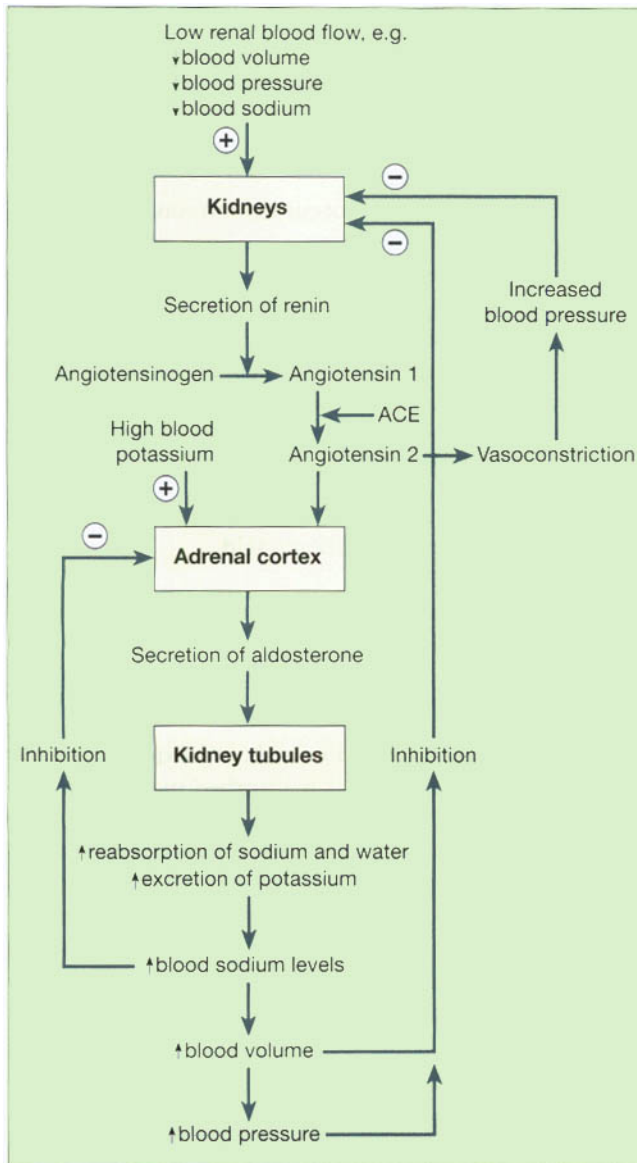 Low renal blood flow, e.g.
▾blood volume
▾blood pressure
▾blood sodium
+
−
Kidneys
−
Secretion of renin
Increased
blood pressure
Angiotensinogen
Angiotensin 1
ACE
High blood
potassium
Angiotensin 2
Vasoconstriction
+
−
Adrenal cortex
Secretion of aldosterone
Kidney tubules
Inhibition
Inhibition
↑reabsorption of sodium and water
↑excretion of potassium
↑blood sodium levels
↑blood volume
↑blood pressure